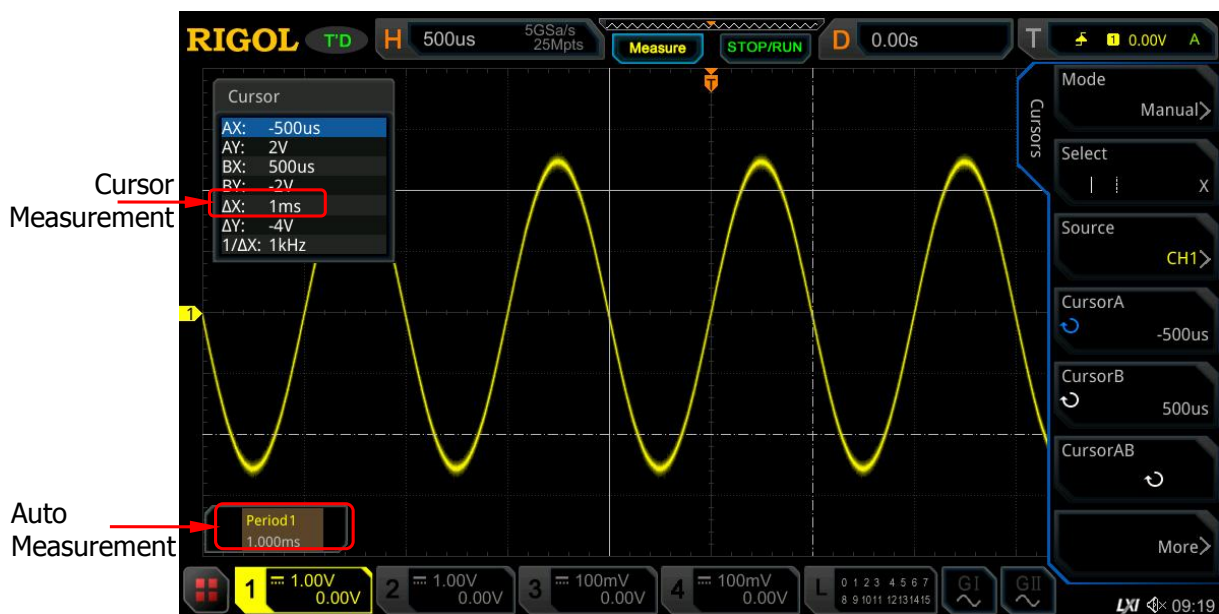 RIGOL T'D H 500us 5GSa/s 25Mpts Measure STOP/RUN D 0.00s T 1 0.00V A
T
Cursor
AX: -500us
AY: 2V
BX: 500us
BY: -2V
ΔX: 1ms
ΔY: -4V
1/ΔX: 1kHz
Cursor
Measurement
1
Cursors
Mode
Manual>
Select
X
Source
CH1>
CursorA
-500us
CursorB
500us
CursorAB
More>
Auto
Measurement
Period1
1.000ms
1 1.00V 0.00V
2 1.00V 0.00V
3 100mV 0.00V
4 100mV 0.00V
L 0 1 2 3 4 5 6 7
8 9 10 11 12 13 14 15
GI
GII
LXI 09:19